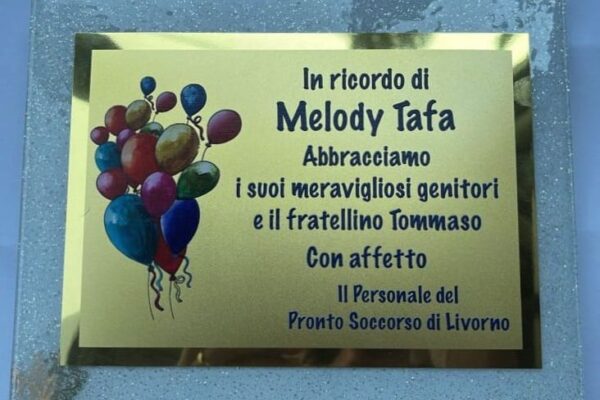 In ricordo di
Melody Tafa
Abbracciamo
i suoi meravigliosi genitori
e il fratellino Tommaso
Con affetto
Il Personale del
Pronto Soccorso di Livorno